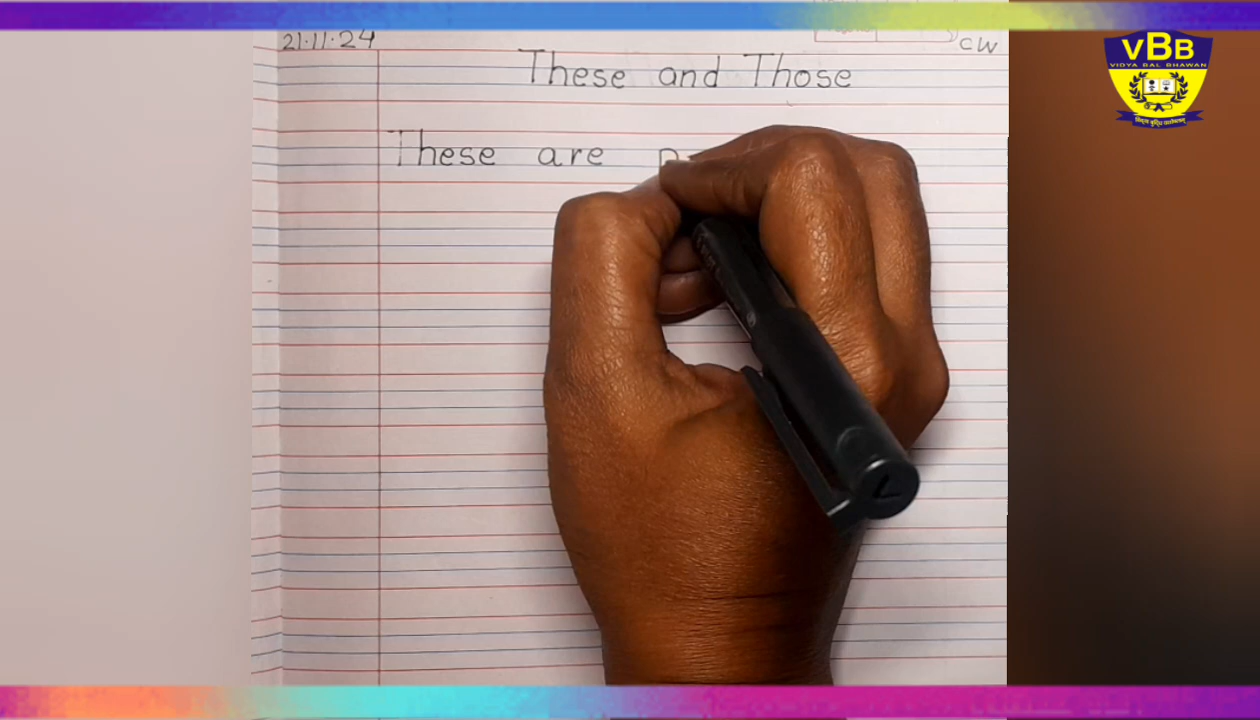 21.11.24
CW
These and Those
These are
VBB
VIDYA BAL BHAWAN